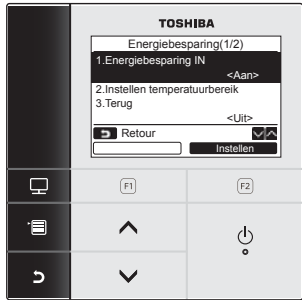 TOSHIBA
Energiebesparing(1/2)
1.Energiebesparing IN
<Aan>
2.Instellen temperatuurbereik
3.Terug
<Uit>
Retour
Instellen
F1
F2